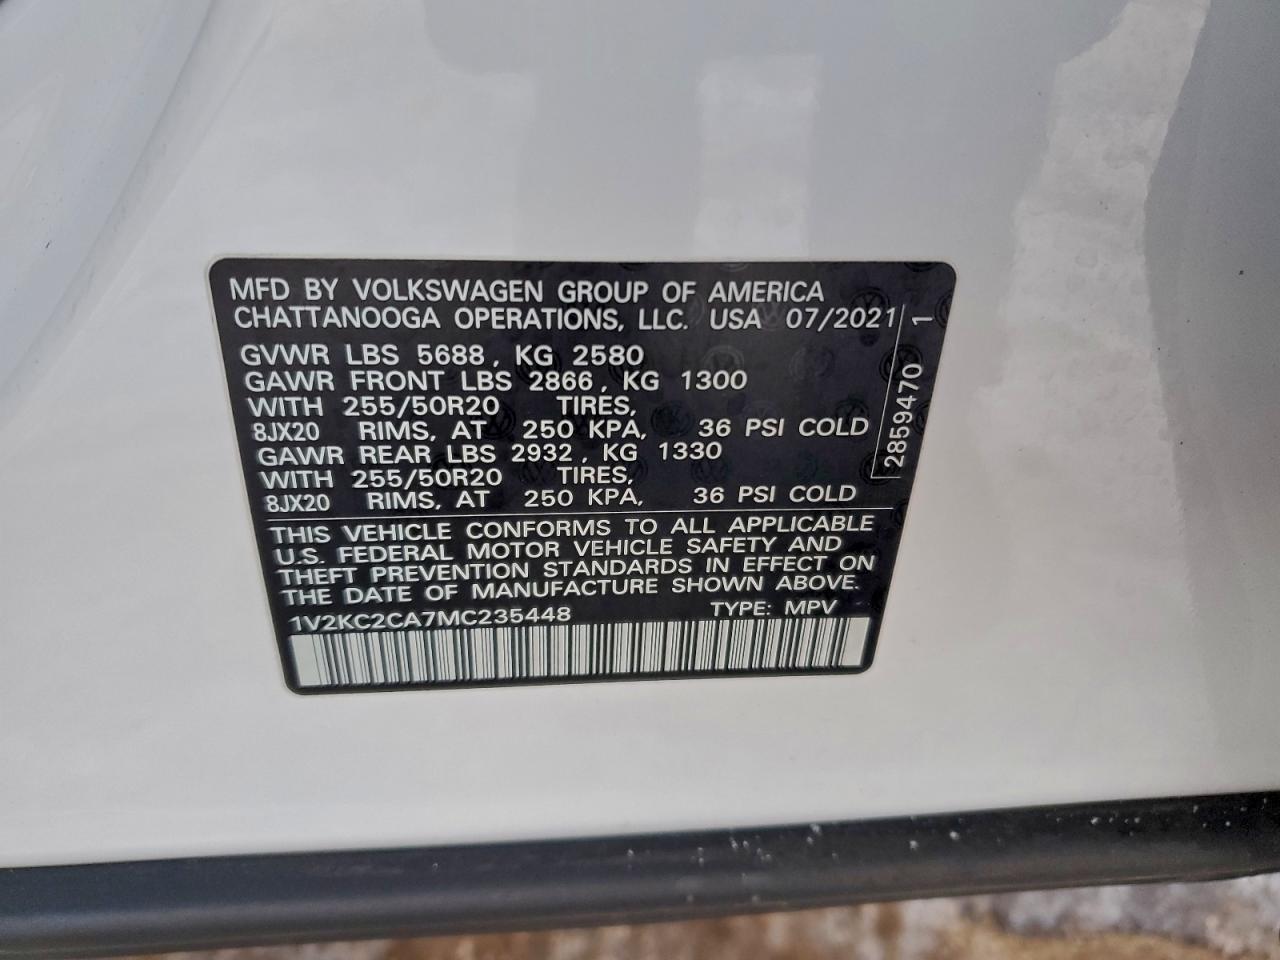 MFD BY VOLKSWAGEN GROUP OF AMERICA
CHATTANOOGA OPERATIONS, LLC. USA 07/2021
GVWR LBS 5688, KG 2580
GAWR FRONT LBS 2866, KG 1300
WITH 255/50R20 TIRES,
8JX20 RIMS, AT 250 KPA, 36 PSI COLD
GAWR REAR LBS 2932, KG 1330
WITH 255/50R20 TIRES,
8JX20 RIMS, AT 250 KPA, 36 PSI COLD
2859470 1
THIS VEHICLE CONFORMS TO ALL APPLICABLE
U.S. FEDERAL MOTOR VEHICLE SAFETY AND
THEFT PREVENTION STANDARDS IN EFFECT ON
THE DATE OF MANUFACTURE SHOWN ABOVE.
1V2KC2CA7MC235448 TYPE: MPV